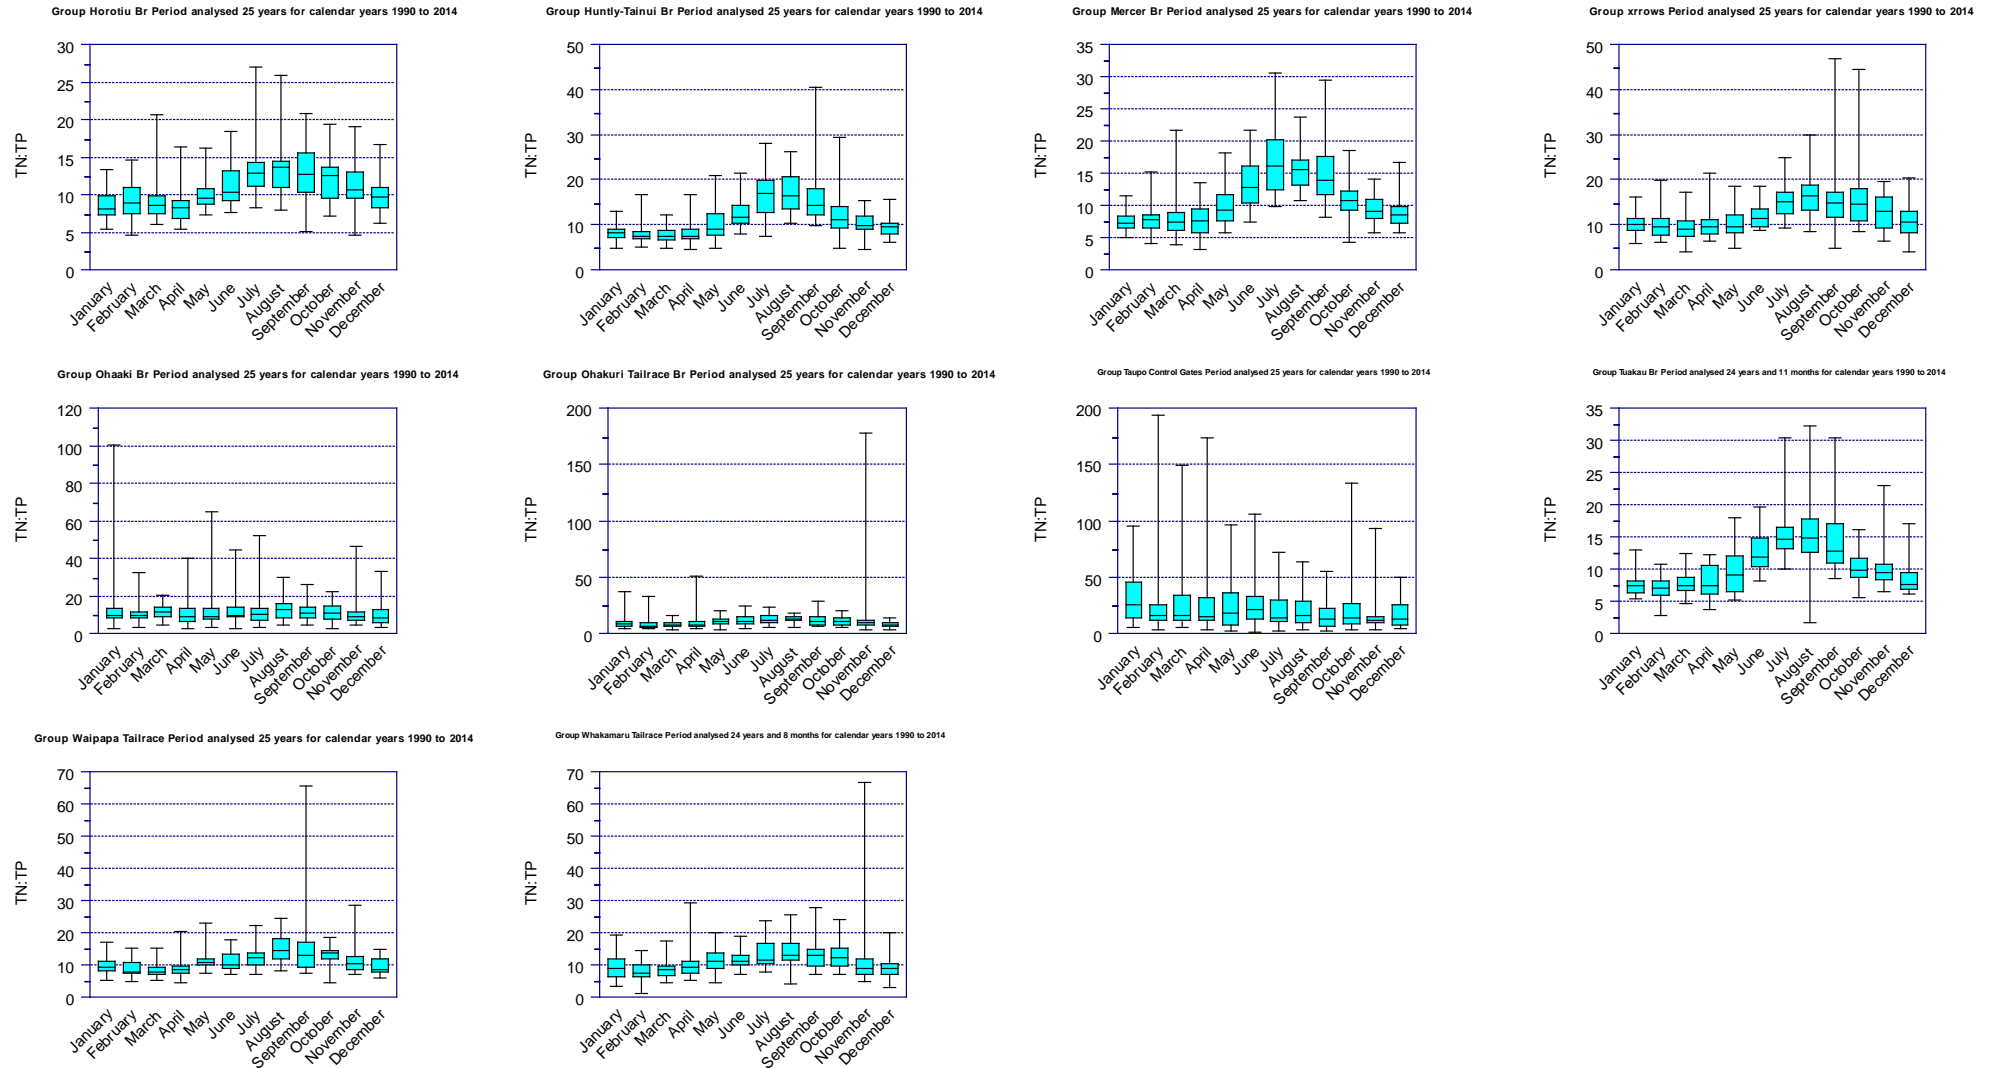 Group Horotiu Br Period analysed 25 years for calendar years 1990 to 2014
TN:TP
30
25
20
15
10
5
0
January
February
March
April
May
June
July
August
September
October
November
December
Group Huntly-Tainui Br Period analysed 25 years for calendar years 1990 to 2014
TN:TP
50
40
30
20
10
0
January
February
March
April
May
June
July
August
September
October
November
December
Group Mercer Br Period analysed 25 years for calendar years 1990 to 2014
TN:TP
35
30
25
20
15
10
5
0
January
February
March
April
May
June
July
August
September
October
November
December
Group xrrows Period analysed 25 years for calendar years 1990 to 2014
TN:TP
50
40
30
20
10
0
January
February
March
April
May
June
July
August
September
October
November
December
Group Ohaaki Br Period analysed 25 years for calendar years 1990 to 2014
TN:TP
120
100
80
60
40
20
0
January
February
March
April
May
June
July
August
September
October
November
December
Group Ohakuri Tailrace Br Period analysed 25 years for calendar years 1990 to 2014
TN:TP
200
150
100
50
0
January
February
March
April
May
June
July
August
September
October
November
December
Group Taupo Control Gates Period analysed 25 years for calendar years 1990 to 2014
TN:TP
200
150
100
50
0
January
February
March
April
May
June
July
August
September
October
November
December
Group Tuakau Br Period analysed 24 years and 11 months for calendar years 1990 to 2014
TN:TP
35
30
25
20
15
10
5
0
January
February
March
April
May
June
July
August
September
October
November
December
Group Waipapa Tailrace Period analysed 25 years for calendar years 1990 to 2014
TN:TP
70
60
50
40
30
20
10
0
January
February
March
April
May
June
July
August
September
October
November
December
Group Whakamaru Tailrace Period analysed 24 years and 8 months for calendar years 1990 to 2014
TN:TP
70
60
50
40
30
20
10
0
January
February
March
April
May
June
July
August
September
October
November
December